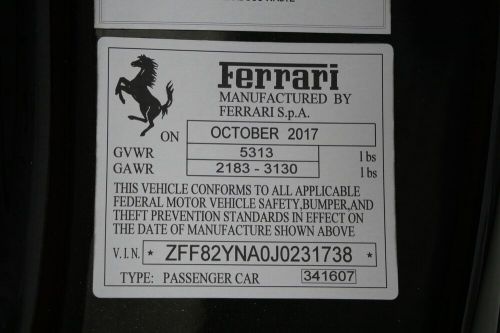 Ferrari
MANUFACTURED BY
FERRARI S.p.A.
ON OCTOBER 2017
GVWR 5313 lbs
GAWR 2183 - 3130 lbs
THIS VEHICLE CONFORMS TO ALL APPLICABLE
FEDERAL MOTOR VEHICLE SAFETY,BUMPER,AND
THEFT PREVENTION STANDARDS IN EFFECT ON
THE DATE OF MANUFACTURE SHOWN ABOVE
V.I.N. * ZFF82YNA0J0231738 *
TYPE: PASSENGER CAR 341607